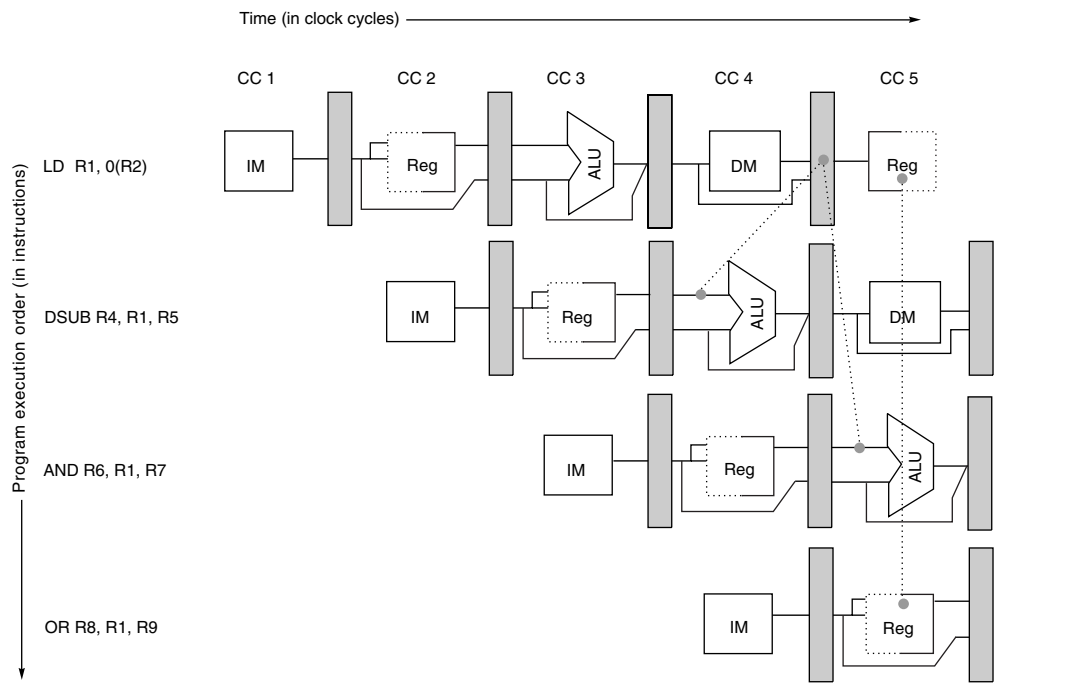 Time (in clock cycles)
CC 1 CC 2 CC 3 CC 4 CC 5
Program execution order (in instructions)
LD R1, 0(R2)
IM Reg ALU DM Reg
DSUB R4, R1, R5
IM Reg ALU DM
AND R6, R1, R7
IM Reg ALU
OR R8, R1, R9
IM Reg